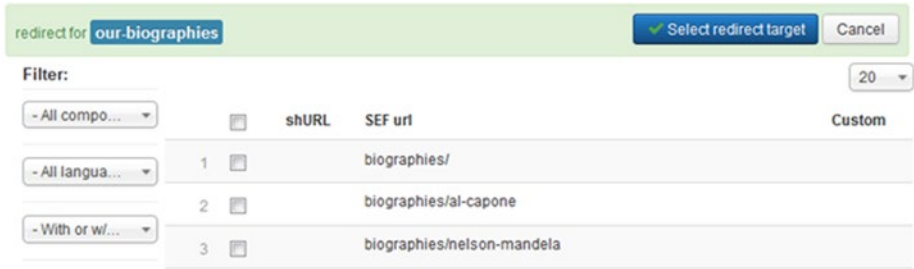 redirect for our-biographies
Select redirect target Cancel
Filter:
20
- All compo...
shURL SEF url Custom
1 biographies/
- All langua...
2 biographies/al-capone
- With or w/...
3 biographies/nelson-mandela